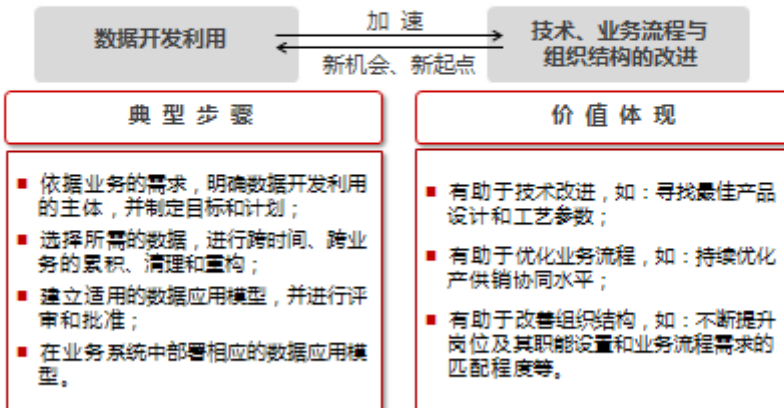 数据开发利用
加 速
新机会、新起点
技术、业务流程与
组织结构的改进
典 型 步 骤
■ 依据业务的需求，明确数据开发利用
的主体，并制定目标和计划；
■ 选择所需的数据，进行跨时间、跨业
务的累积、清理和重构；
■ 建立适用的数据应用模型，并进行评
审和批准；
■ 在业务系统中部署相应的数据应用模
型。
价 值 体 现
■ 有助于技术改进，如：寻找最佳产品
设计和工艺参数；
■ 有助于优化业务流程，如：持续优化
产供销协同水平；
■ 有助于改善组织结构，如：不断提升
岗位及其职能设置和业务流程需求的
匹配程度等。